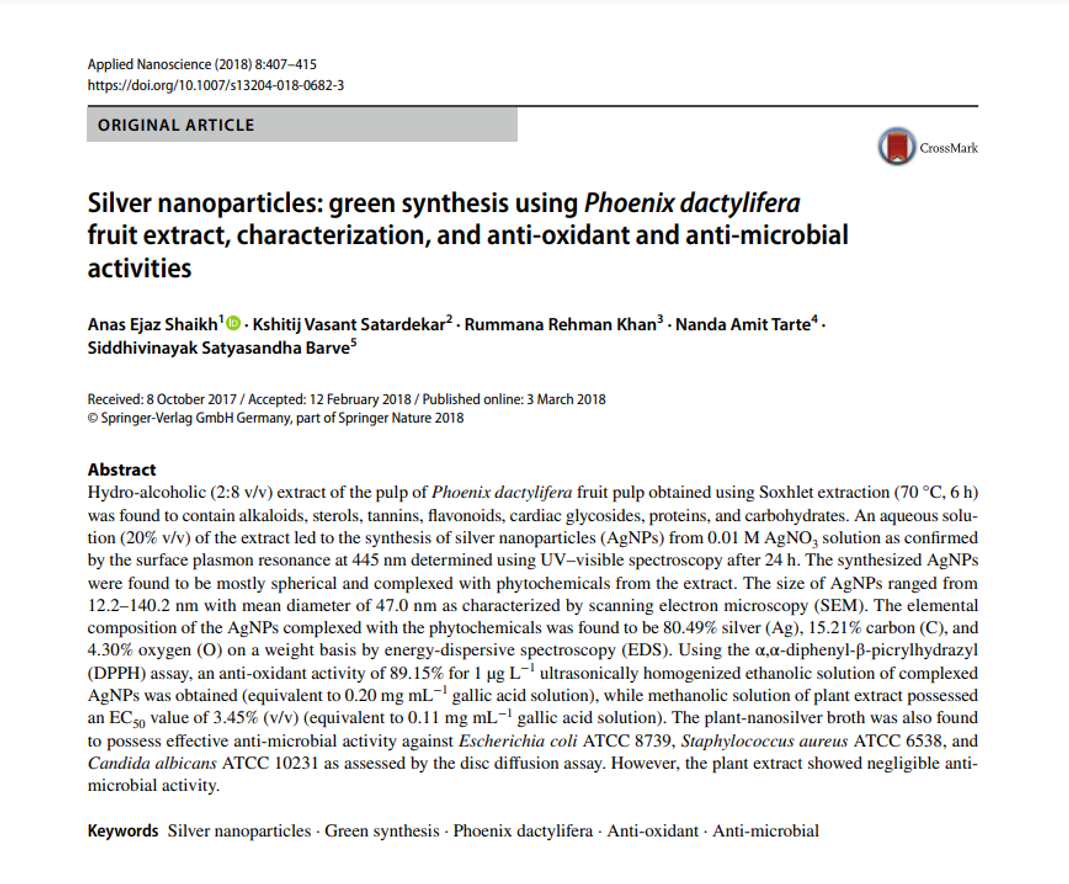 Applied Nanoscience (2018) 8:407–415
https://doi.org/10.1007/s13204-018-0682-3
ORIGINAL ARTICLE
CrossMark
Silver nanoparticles: green synthesis using Phoenix dactylifera
fruit extract, characterization, and anti-oxidant and anti-microbial
activities
Anas Ejaz Shaikh¹ iD · Kshitij Vasant Satardekar² · Rummana Rehman Khan³ · Nanda Amit Tarte⁴ ·
Siddhivinayak Satyasandha Barve⁵
Received: 8 October 2017 / Accepted: 12 February 2018 / Published online: 3 March 2018
© Springer-Verlag GmbH Germany, part of Springer Nature 2018
Abstract
Hydro-alcoholic (2:8 v/v) extract of the pulp of Phoenix dactylifera fruit pulp obtained using Soxhlet extraction (70 °C, 6 h)
was found to contain alkaloids, sterols, tannins, flavonoids, cardiac glycosides, proteins, and carbohydrates. An aqueous solu-
tion (20% v/v) of the extract led to the synthesis of silver nanoparticles (AgNPs) from 0.01 M AgNO₃ solution as confirmed
by the surface plasmon resonance at 445 nm determined using UV–visible spectroscopy after 24 h. The synthesized AgNPs
were found to be mostly spherical and complexed with phytochemicals from the extract. The size of AgNPs ranged from
12.2–140.2 nm with mean diameter of 47.0 nm as characterized by scanning electron microscopy (SEM). The elemental
composition of the AgNPs complexed with the phytochemicals was found to be 80.49% silver (Ag), 15.21% carbon (C), and
4.30% oxygen (O) on a weight basis by energy-dispersive spectroscopy (EDS). Using the α,α-diphenyl-β-picrylhydrazyl
(DPPH) assay, an anti-oxidant activity of 89.15% for 1 µg L⁻¹ ultrasonically homogenized ethanolic solution of complexed
AgNPs was obtained (equivalent to 0.20 mg mL⁻¹ gallic acid solution), while methanolic solution of plant extract possessed
an EC₅₀ value of 3.45% (v/v) (equivalent to 0.11 mg mL⁻¹ gallic acid solution). The plant-nanosilver broth was also found
to possess effective anti-microbial activity against Escherichia coli ATCC 8739, Staphylococcus aureus ATCC 6538, and
Candida albicans ATCC 10231 as assessed by the disc diffusion assay. However, the plant extract showed negligible anti-
microbial activity.
Keywords Silver nanoparticles · Green synthesis · Phoenix dactylifera · Anti-oxidant · Anti-microbial